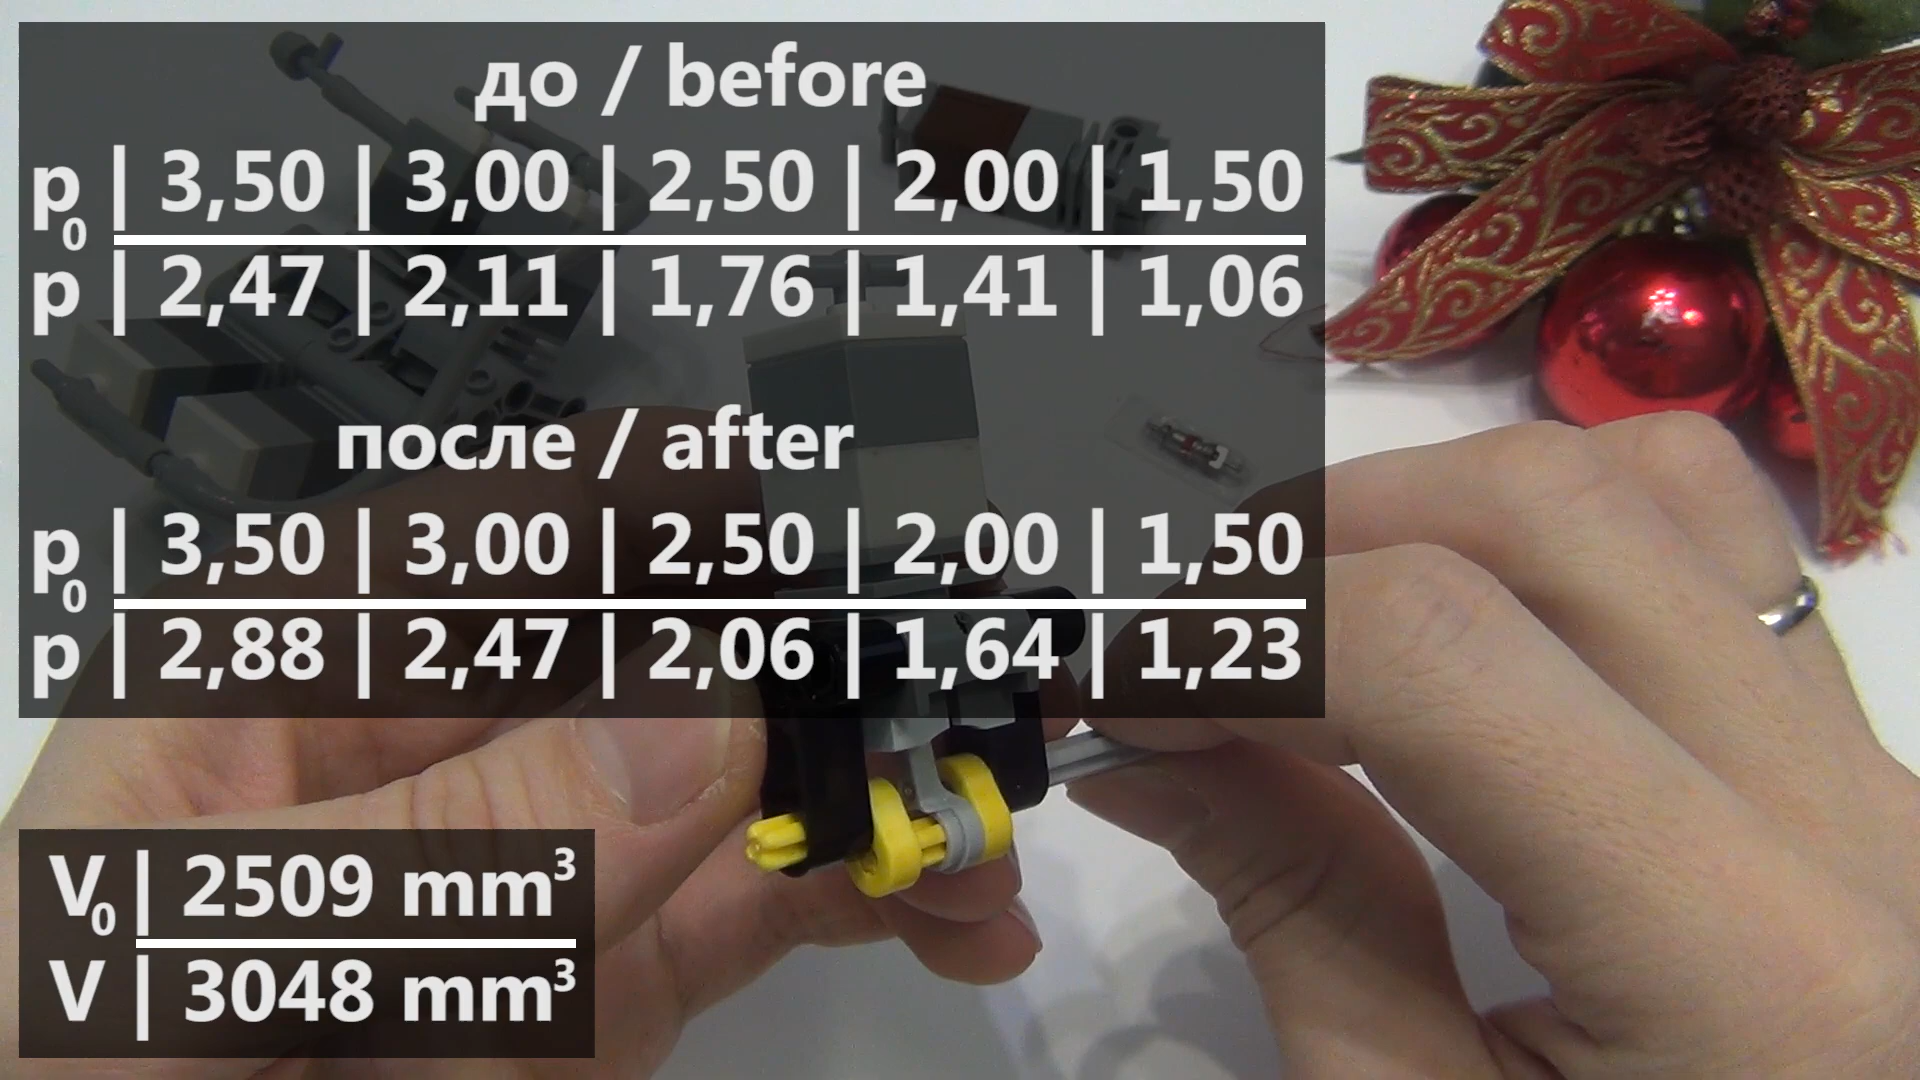 до / before
p₀ | 3,50 | 3,00 | 2,50 | 2,00 | 1,50
p | 2,47 | 2,11 | 1,76 | 1,41 | 1,06
после / after
p₀ | 3,50 | 3,00 | 2,50 | 2,00 | 1,50
p | 2,88 | 2,47 | 2,06 | 1,64 | 1,23
V₀ | 2509 mm³
V | 3048 mm³